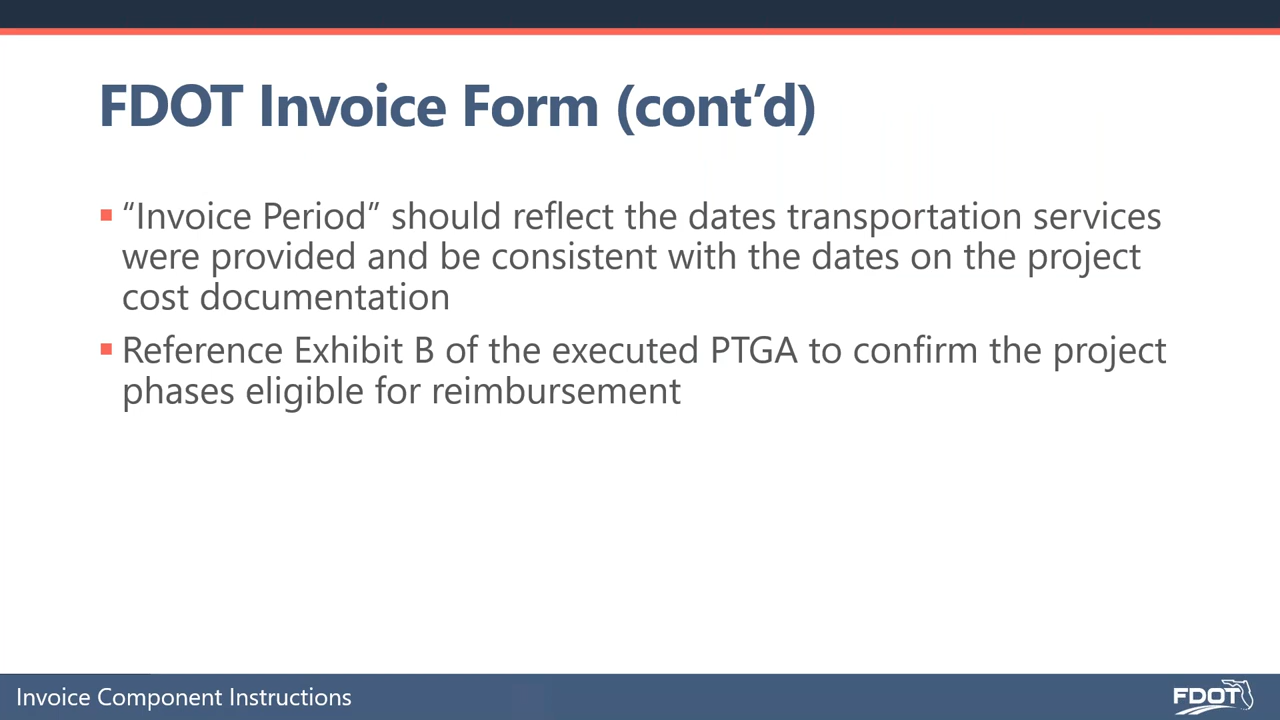 FDOT Invoice Form (cont’d)
▪ “Invoice Period” should reflect the dates transportation services
were provided and be consistent with the dates on the project
cost documentation
▪ Reference Exhibit B of the executed PTGA to confirm the project
phases eligible for reimbursement
Invoice Component Instructions
FDOT